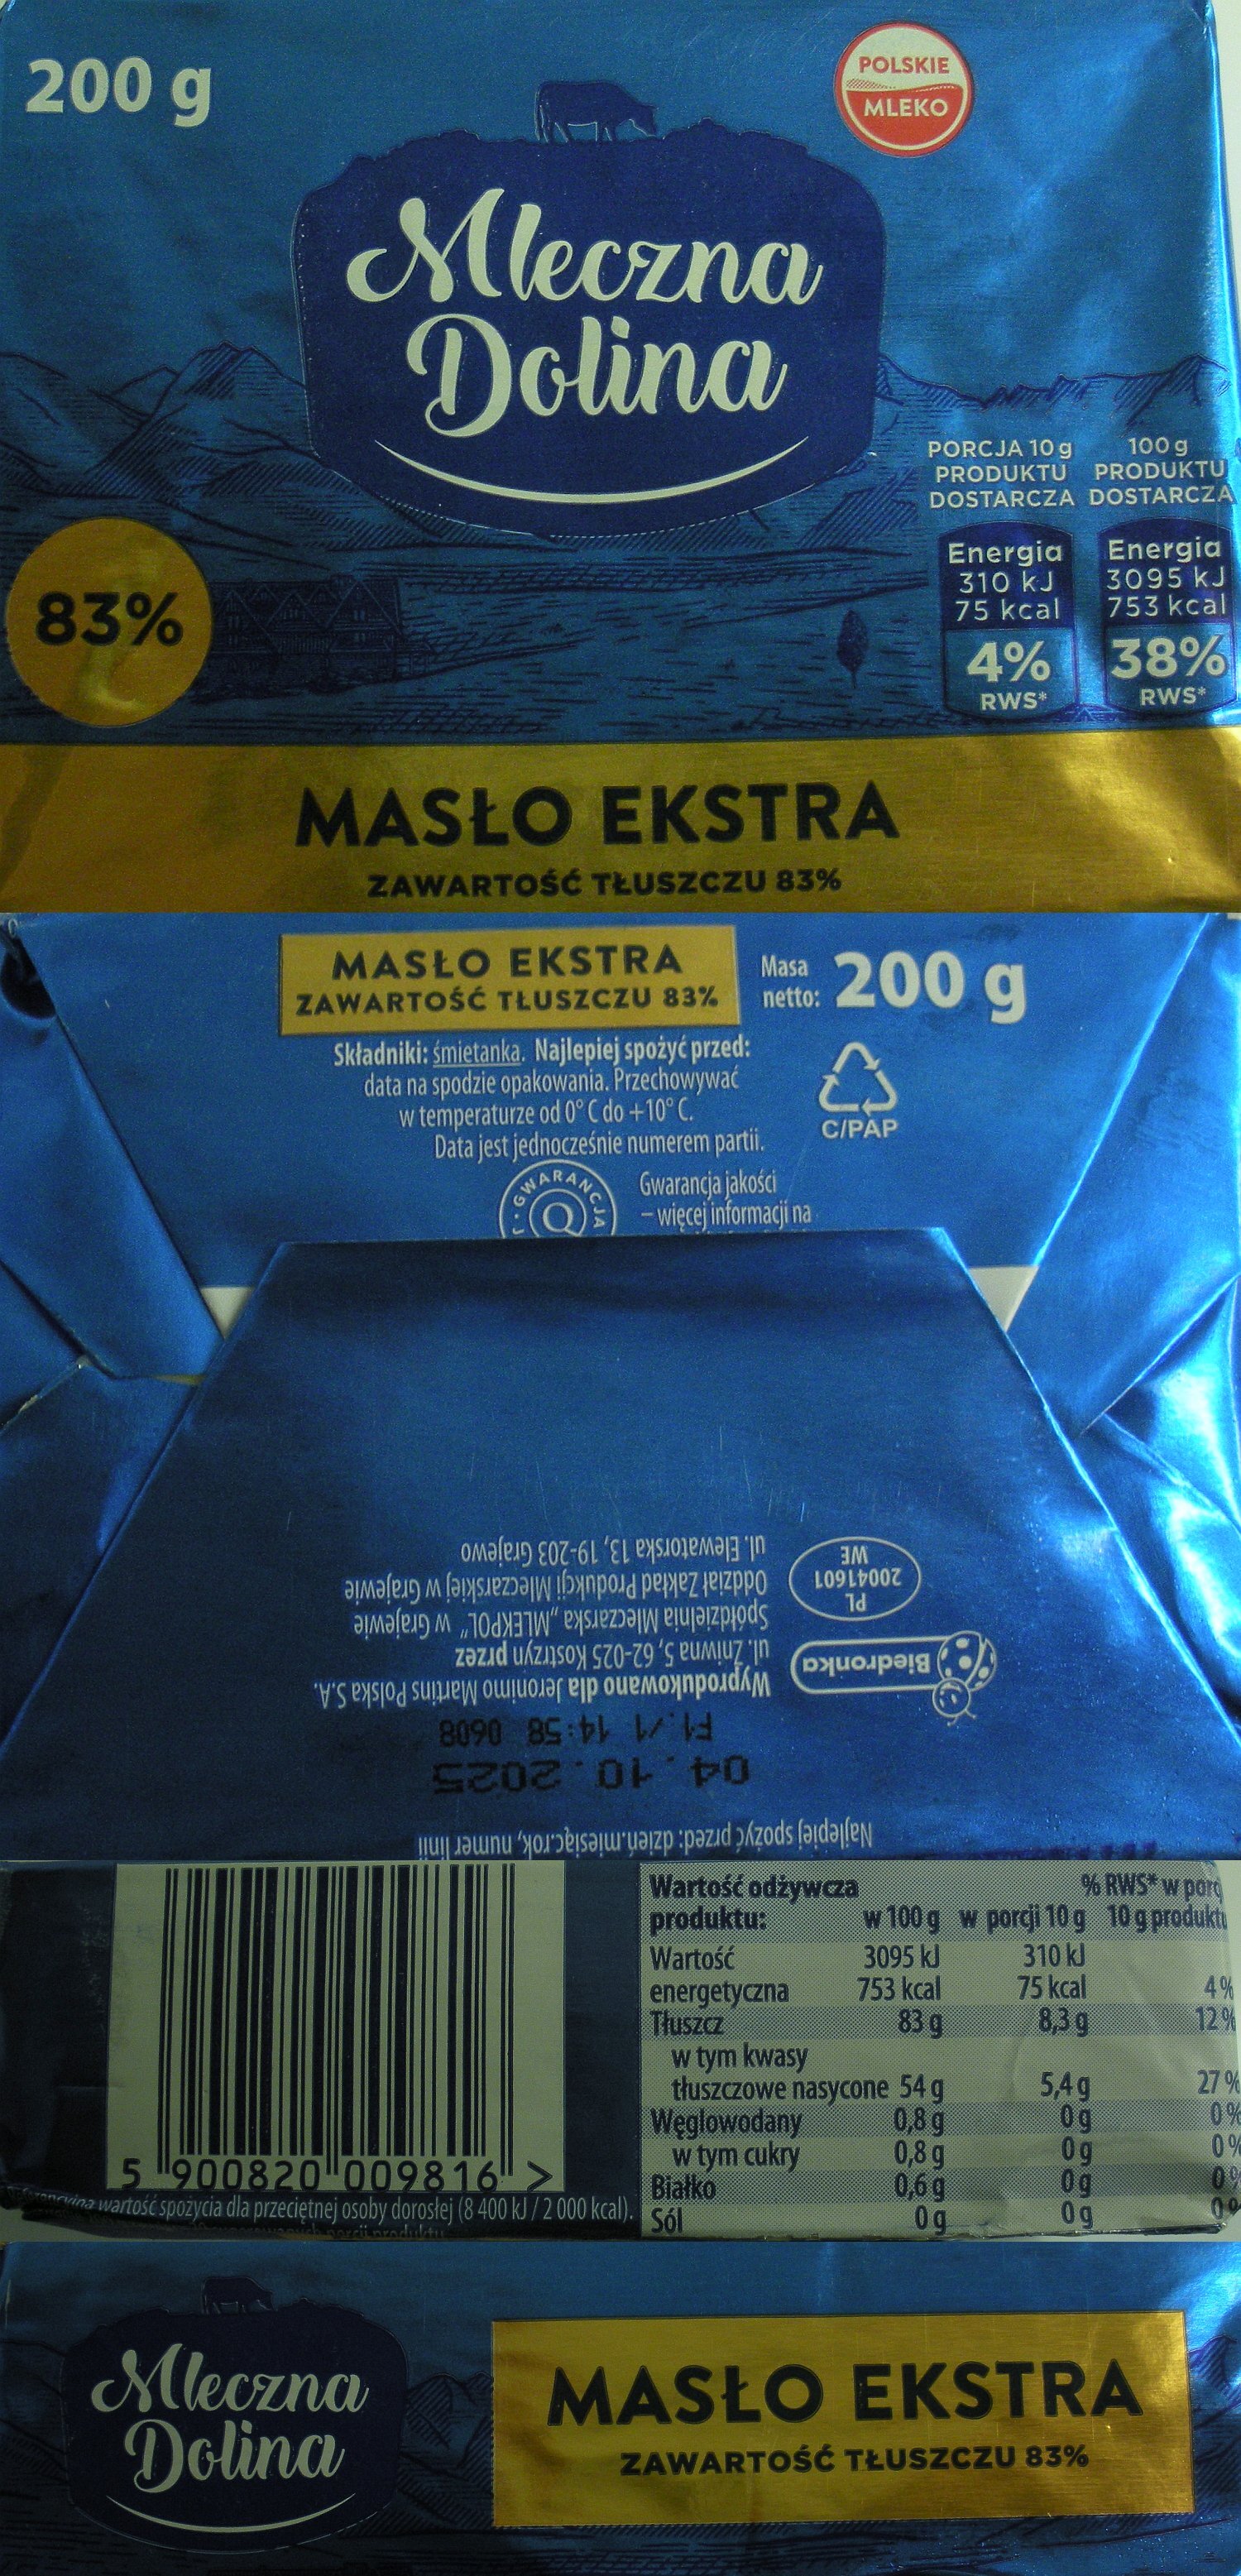 200 g
POLSKIE
MLEKO
Mleczna
Dolina
PORCJA 10 g
PRODUKTU
DOSTARCZA
100 g
PRODUKTU
DOSTARCZA
Energia
310 kJ
75 kcal
4%
RWS*
Energia
3095 kJ
753 kcal
38%
RWS*
83%
MASŁO EKSTRA
ZAWARTOŚĆ TŁUSZCZU 83%
MASŁO EKSTRA
ZAWARTOŚĆ TŁUSZCZU 83%
Masa
netto: 200 g
Składniki: śmietanka. Najlepiej spożyć przed:
data na spodzie opakowania. Przechowywać
w temperaturze od 0° C do +10° C.
Data jest jednocześnie numerem partii.
C/PAP
GWARANCJA
Q
Gwarancja jakości
– więcej informacji na
Najlepiej spożyć przed: dzień.miesiąc.rok, numer linii
04.10.2025
F1./1 14:58 0608
Wyprodukowano dla Jeronimo Martins Polska S.A.
ul. Żniwna 5, 62-025 Kostrzyn przez
Spółdzielnia Mleczarska „MLEKPOL” w Grajewie
Oddział Zakład Produkcji Mleczarskiej w Grajewie
ul. Elewatorska 13, 19-203 Grajewo
Biedronka
PL
20041601
WE
5 900820 009816 >
wartość spożycia dla przeciętnej osoby dorosłej (8 400 kJ / 2 000 kcal).
porcji produktu
Wartość odżywcza % RWS* w
produktu: w 100 g w porcji 10 g 10 g produktu
Wartość 3095 kJ 310 kJ
energetyczna 753 kcal 75 kcal 4%
Tłuszcz 83 g 8,3 g 12%
w tym kwasy
tłuszczowe nasycone 54 g 5,4 g 27%
Węglowodany 0,8 g 0 g 0%
w tym cukry 0,8 g 0 g 0%
Białko 0,6 g 0 g 0%
Sól 0 g 0 g 0%
Mleczna
Dolina
MASŁO EKSTRA
ZAWARTOŚĆ TŁUSZCZU 83%